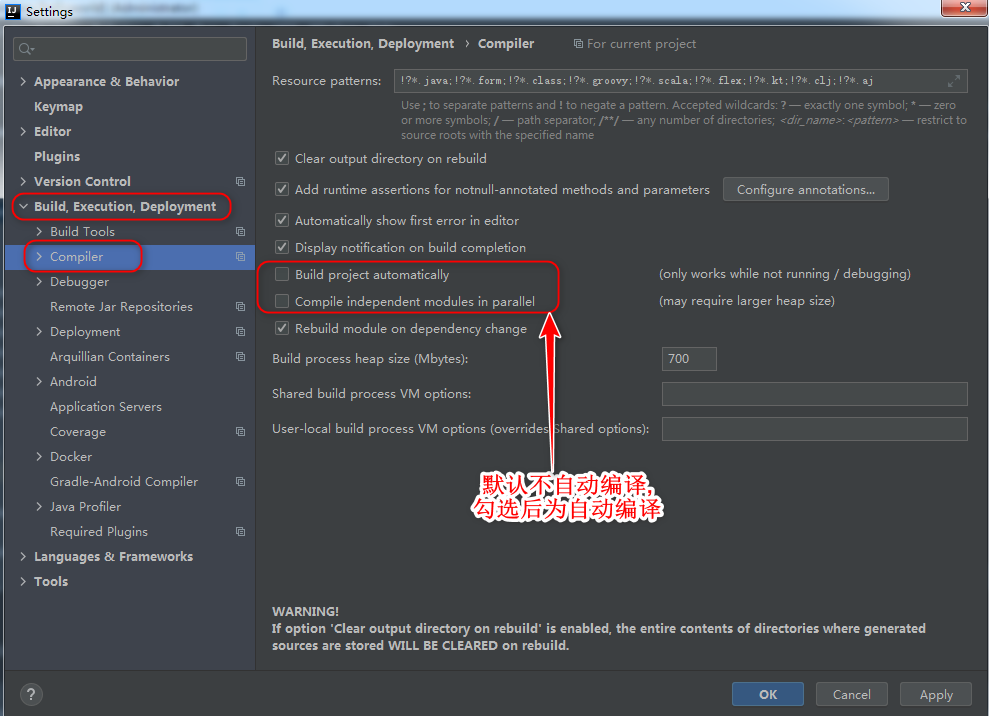 Settings
Appearance & Behavior
Keymap
Editor
Plugins
Version Control
Build, Execution, Deployment
Build Tools
Compiler
Debugger
Remote Jar Repositories
Deployment
Arquillian Containers
Android
Application Servers
Coverage
Docker
Gradle-Android Compiler
Java Profiler
Required Plugins
Languages & Frameworks
Tools
Build, Execution, Deployment › Compiler For current project
Resource patterns: !?*.java;!?*.form;!?*.class;!?*.groovy;!?*.scala;!?*.flex;!?*.kt;!?*.clj;!?*.aj
Use ; to separate patterns and ! to negate a pattern. Accepted wildcards: ? — exactly one symbol; * — zero
or more symbols; / — path separator; /**/ — any number of directories; <dir_name>:<pattern> — restrict to
source roots with the specified name
Clear output directory on rebuild
Add runtime assertions for notnull-annotated methods and parameters Configure annotations...
Automatically show first error in editor
Display notification on build completion
Build project automatically (only works while not running / debugging)
Compile independent modules in parallel (may require larger heap size)
Rebuild module on dependency change
Build process heap size (Mbytes): 700
Shared build process VM options:
User-local build process VM options (overrides Shared options):
默认不自动编译,
勾选后为自动编译
WARNING!
If option 'Clear output directory on rebuild' is enabled, the entire contents of directories where generated
sources are stored WILL BE CLEARED on rebuild.
? OK Cancel Apply